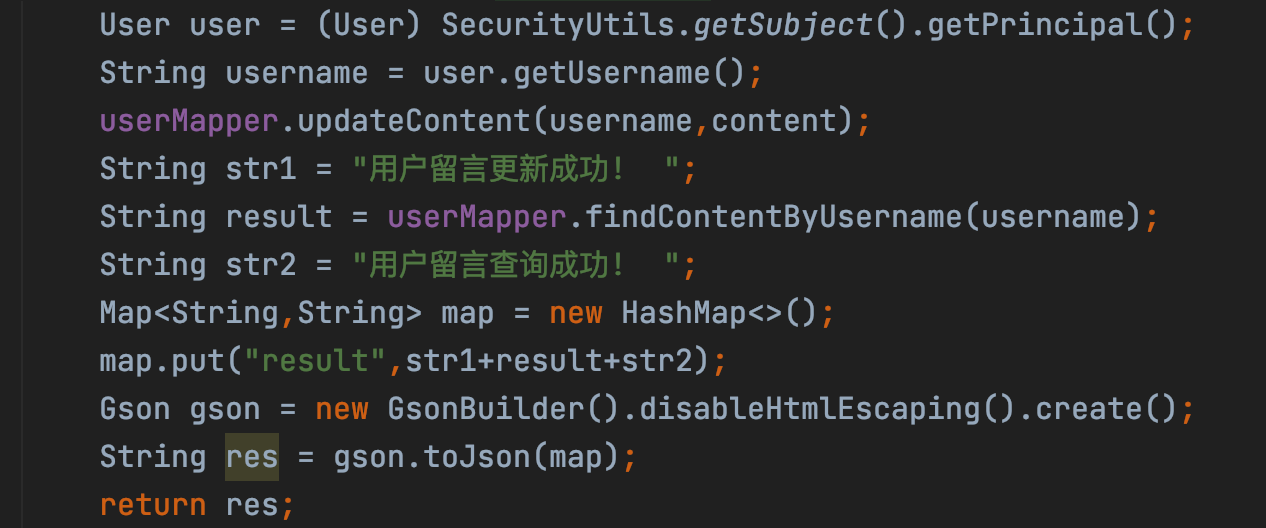 User user = (User) SecurityUtils.getSubject().getPrincipal();
String username = user.getUsername();
userMapper.updateContent(username,content);
String str1 = "用户留言更新成功！ ";
String result = userMapper.findContentByUsername(username);
String str2 = "用户留言查询成功！ ";
Map<String,String> map = new HashMap<>();
map.put("result",str1+result+str2);
Gson gson = new GsonBuilder().disableHtmlEscaping().create();
String res = gson.toJson(map);
return res;